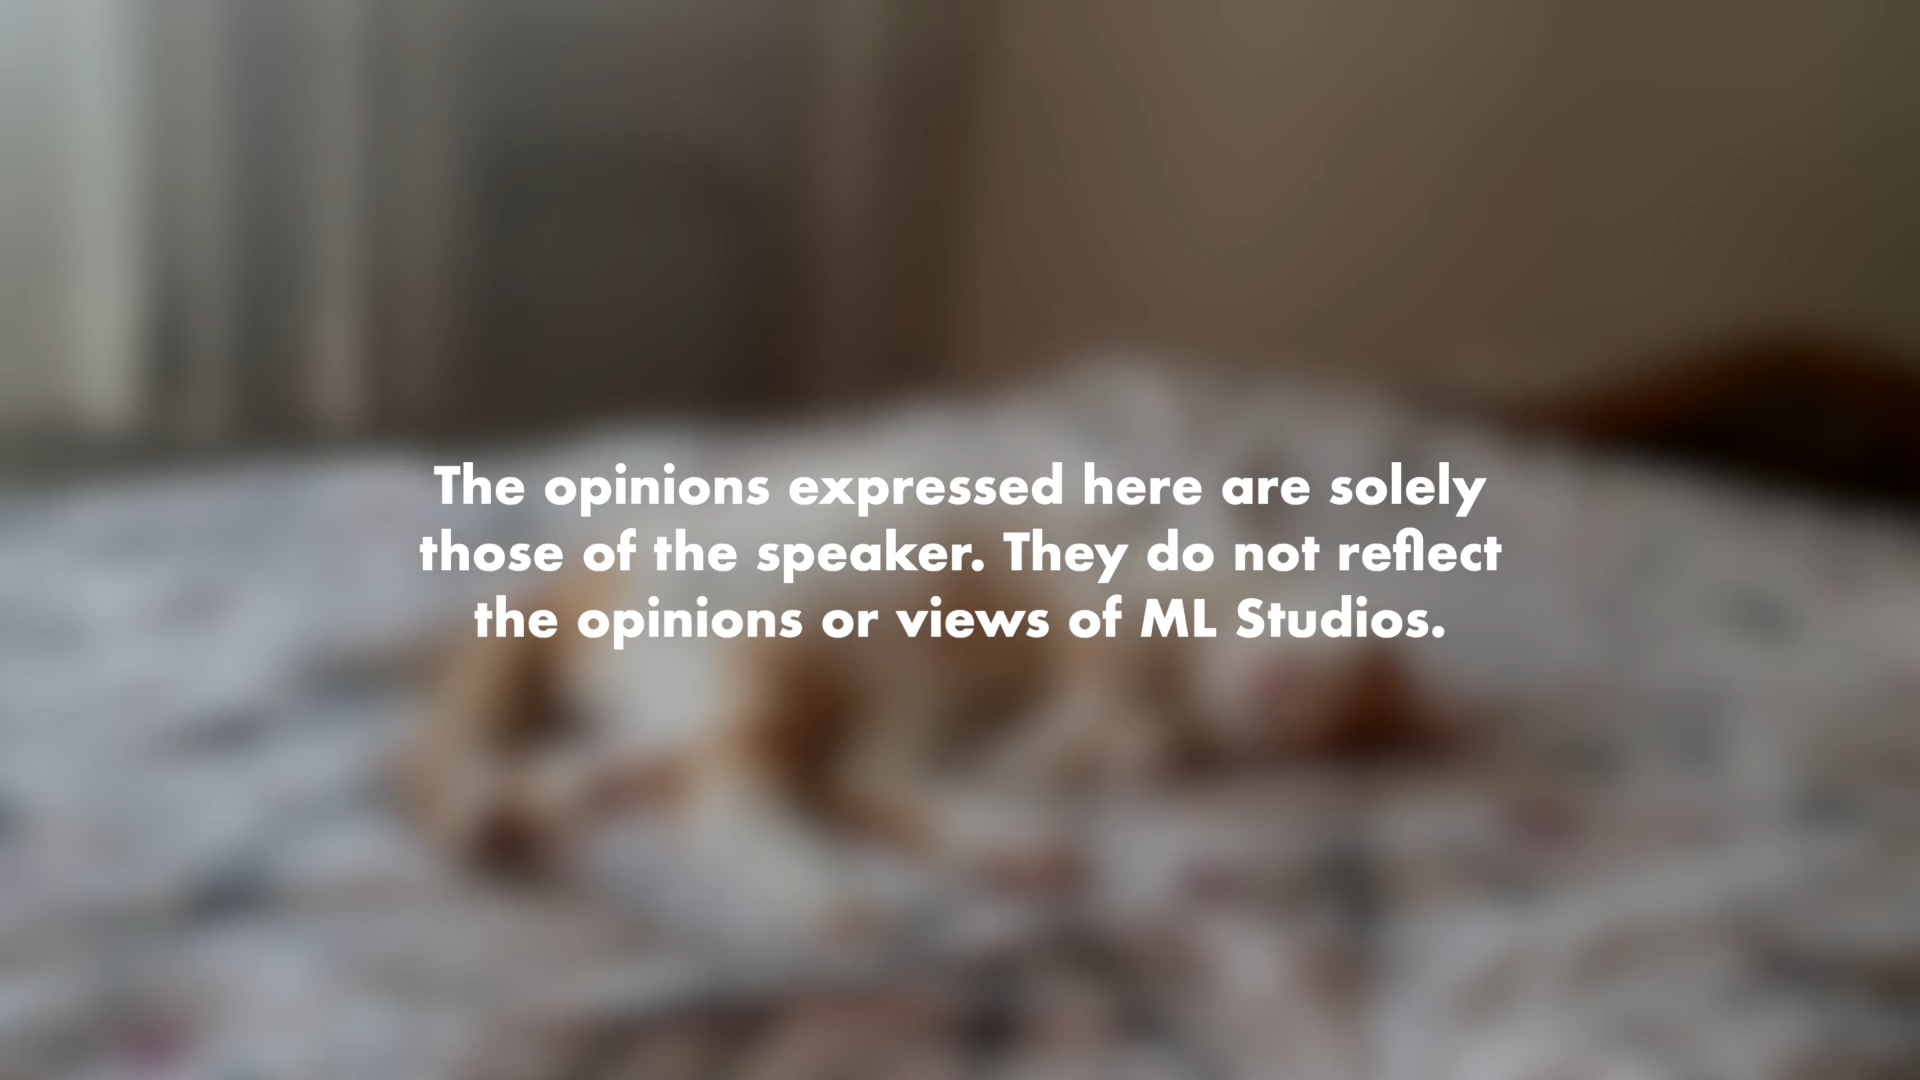 The opinions expressed here are solely
those of the speaker. They do not reflect
the opinions or views of ML Studios.